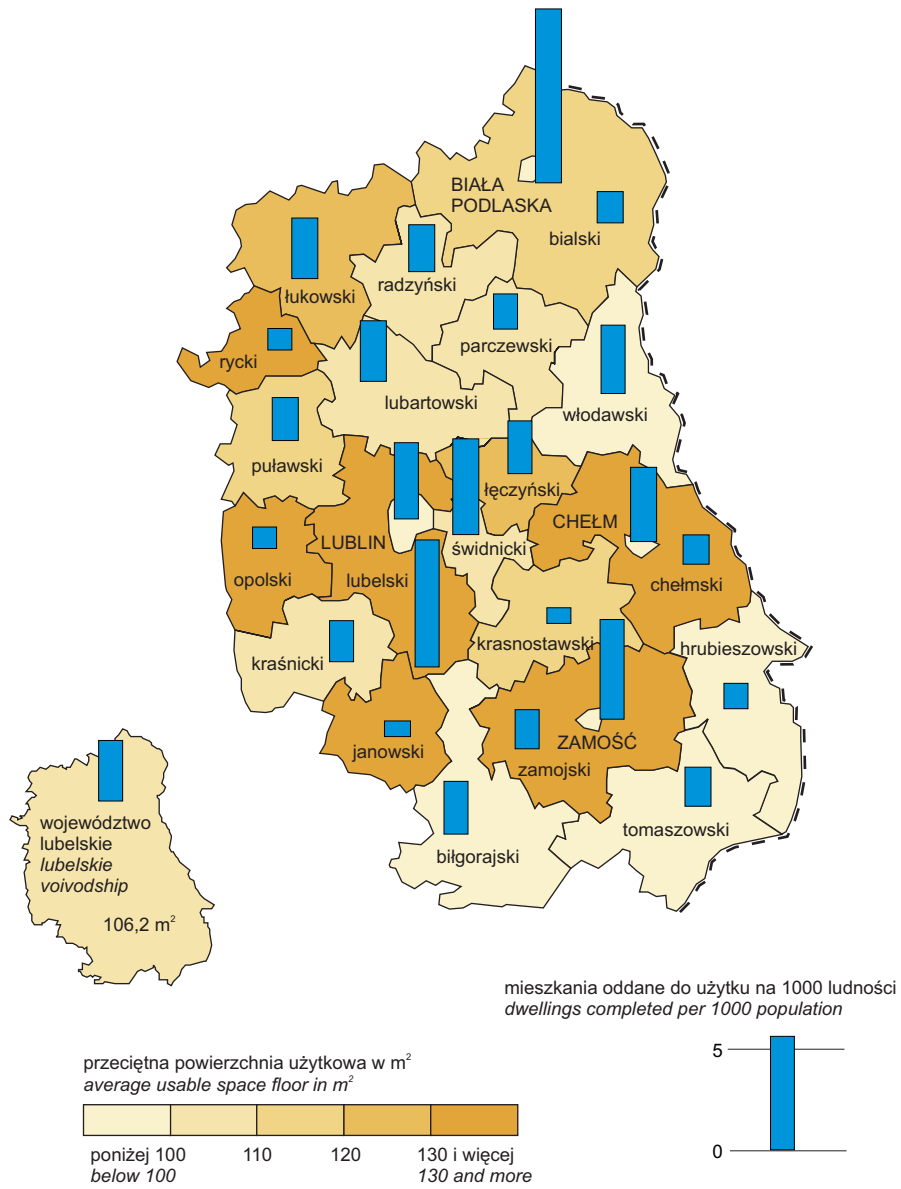 BIAŁA
PODLASKA
bialski
radzyński
łukowski
parczewski
rycki
lubartowski
włodawski
puławski
łęczyński
CHEŁM
LUBLIN
świdnicki
opolski
lubelski
chełmski
krasnostawski
hrubieszowski
kraśnicki
janowski
ZAMOŚĆ
zamojski
tomaszowski
biłgorajski
województwo
lubelskie
lubelskie
voivodship
106,2 m²
mieszkania oddane do użytku na 1000 ludności
dwellings completed per 1000 population
5
0
przeciętna powierzchnia użytkowa w m²
average usable space floor in m²
poniżej 100 110 120 130 i więcej
below 100 130 and more